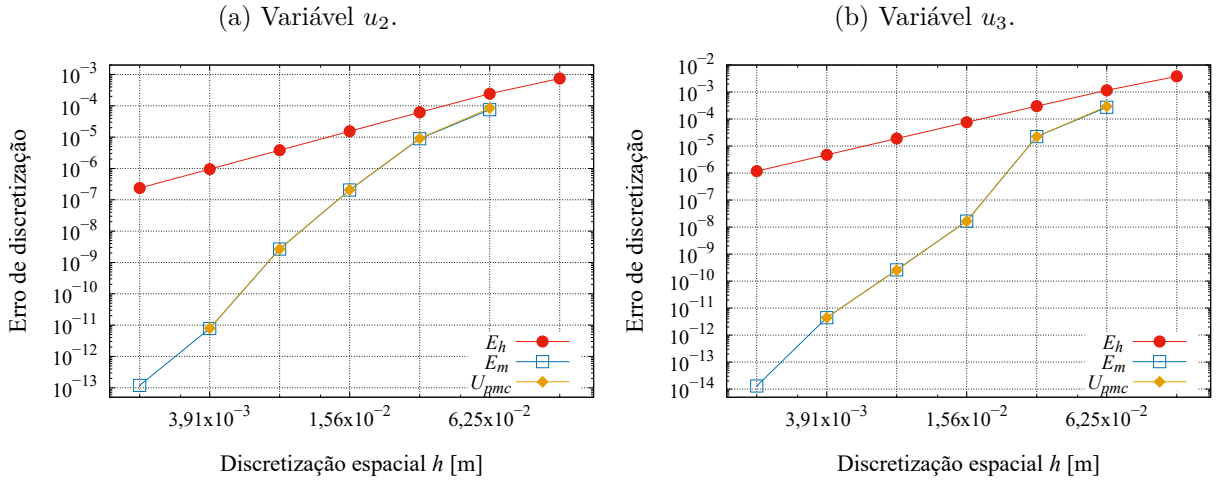 (a) Variável u₂.
Erro de discretização
10⁻³
10⁻⁴
10⁻⁵
10⁻⁶
10⁻⁷
10⁻⁸
10⁻⁹
10⁻¹⁰
10⁻¹¹
10⁻¹²
10⁻¹³
E_h
E_m
U_pmc
3,91x10⁻³ 1,56x10⁻² 6,25x10⁻²
Discretização espacial h [m]
(b) Variável u₃.
Erro de discretização
10⁻²
10⁻³
10⁻⁴
10⁻⁵
10⁻⁶
10⁻⁷
10⁻⁸
10⁻⁹
10⁻¹⁰
10⁻¹¹
10⁻¹²
10⁻¹³
10⁻¹⁴
E_h
E_m
U_pmc
3,91x10⁻³ 1,56x10⁻² 6,25x10⁻²
Discretização espacial h [m]